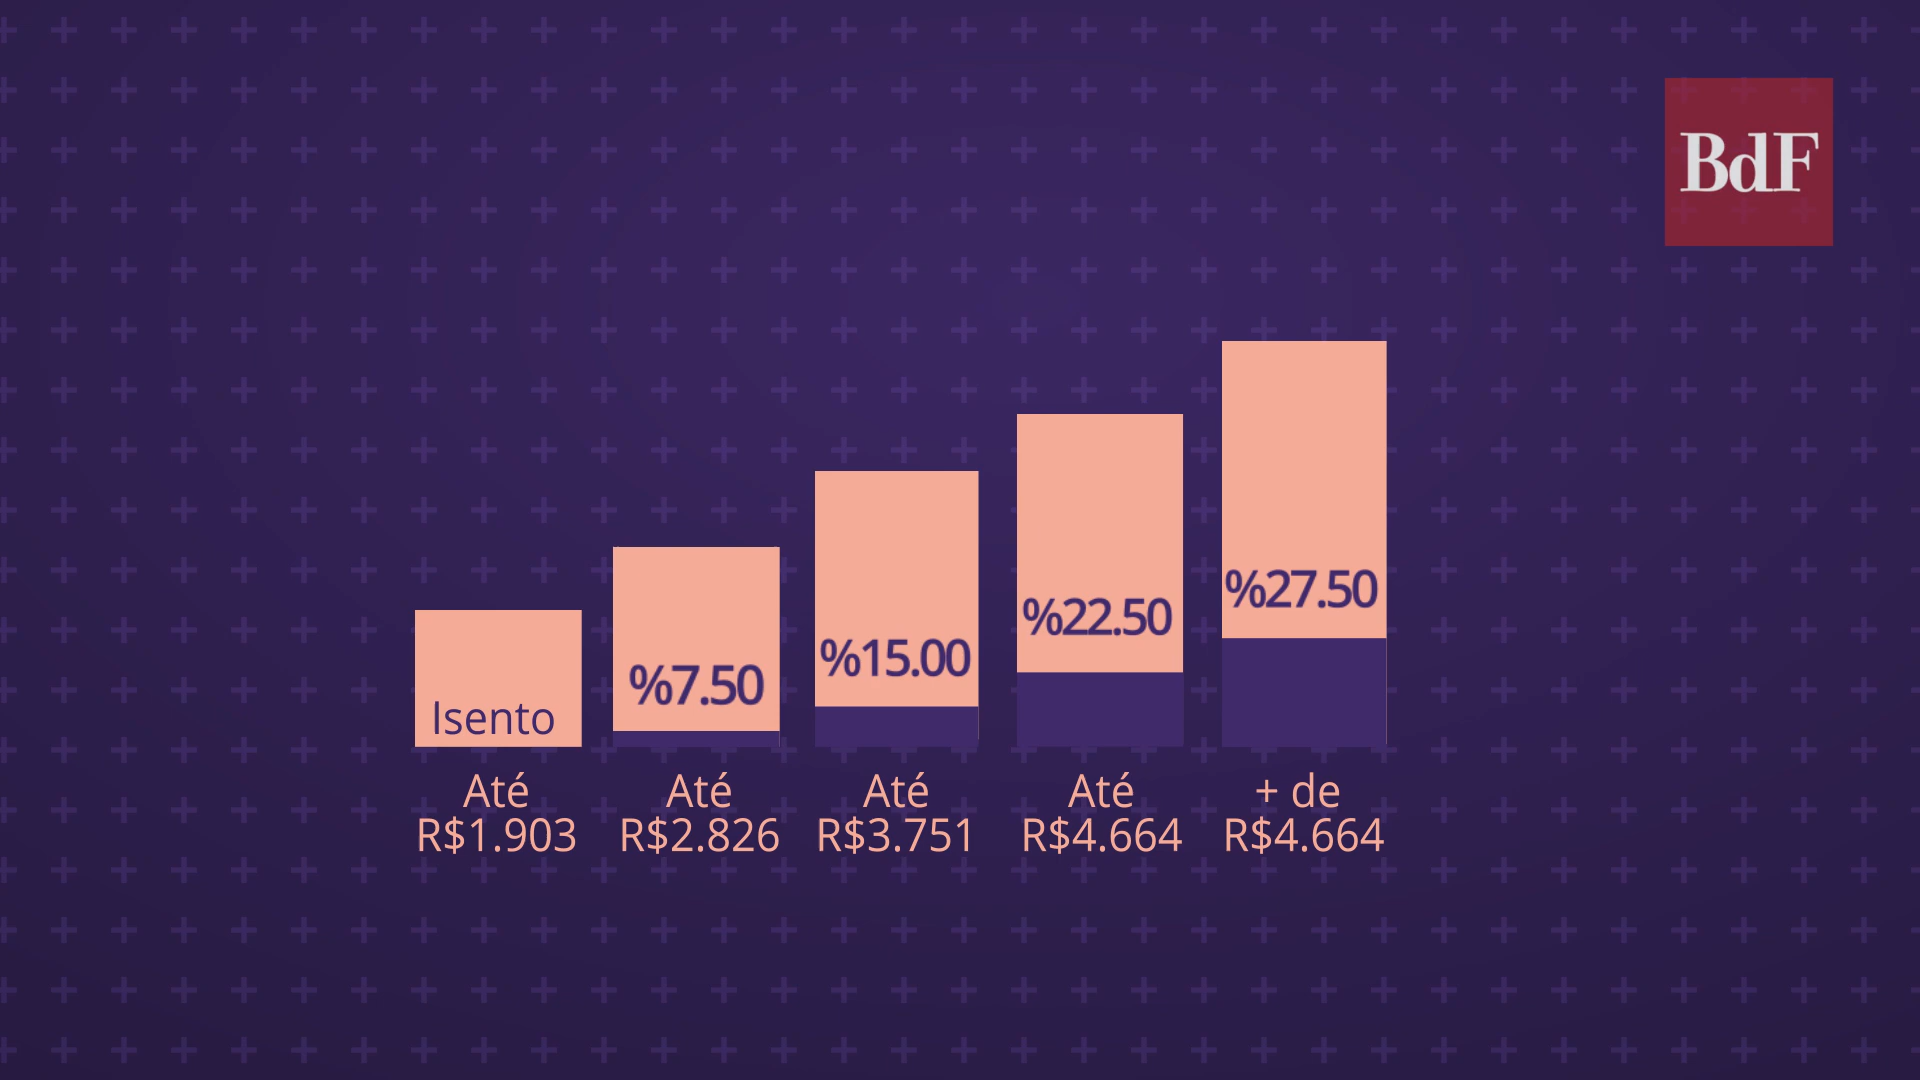 BdF
%27.50
%22.50
%15.00
%7.50
Isento
Até
R$1.903
Até
R$2.826
Até
R$3.751
Até
R$4.664
+ de
R$4.664